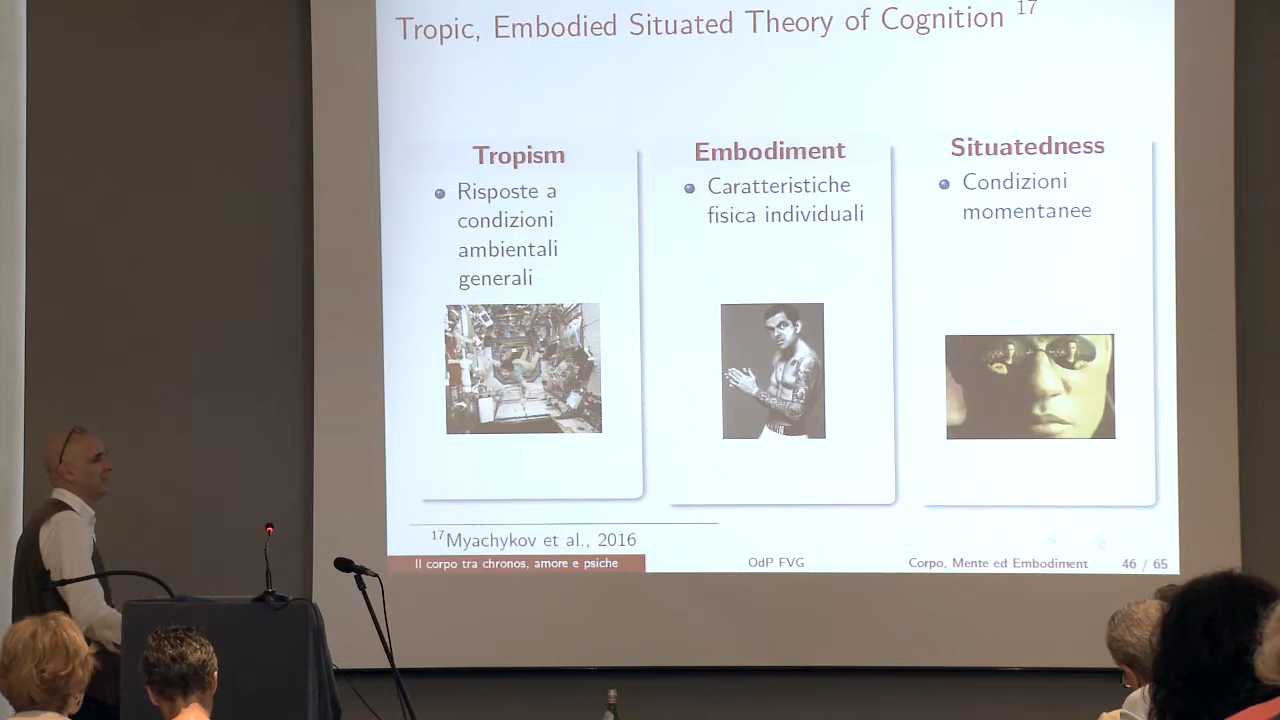 Tropic, Embodied Situated Theory of Cognition 17
Tropism
Risposte a
condizioni
ambientali
generali
Embodiment
Caratteristiche
fisica individuali
Situatedness
Condizioni
momentanee
17Myachykov et al., 2016
Il corpo tra chronos, amore e psiche
OdP FVG
Corpo, Mente ed Embodiment
46 / 65